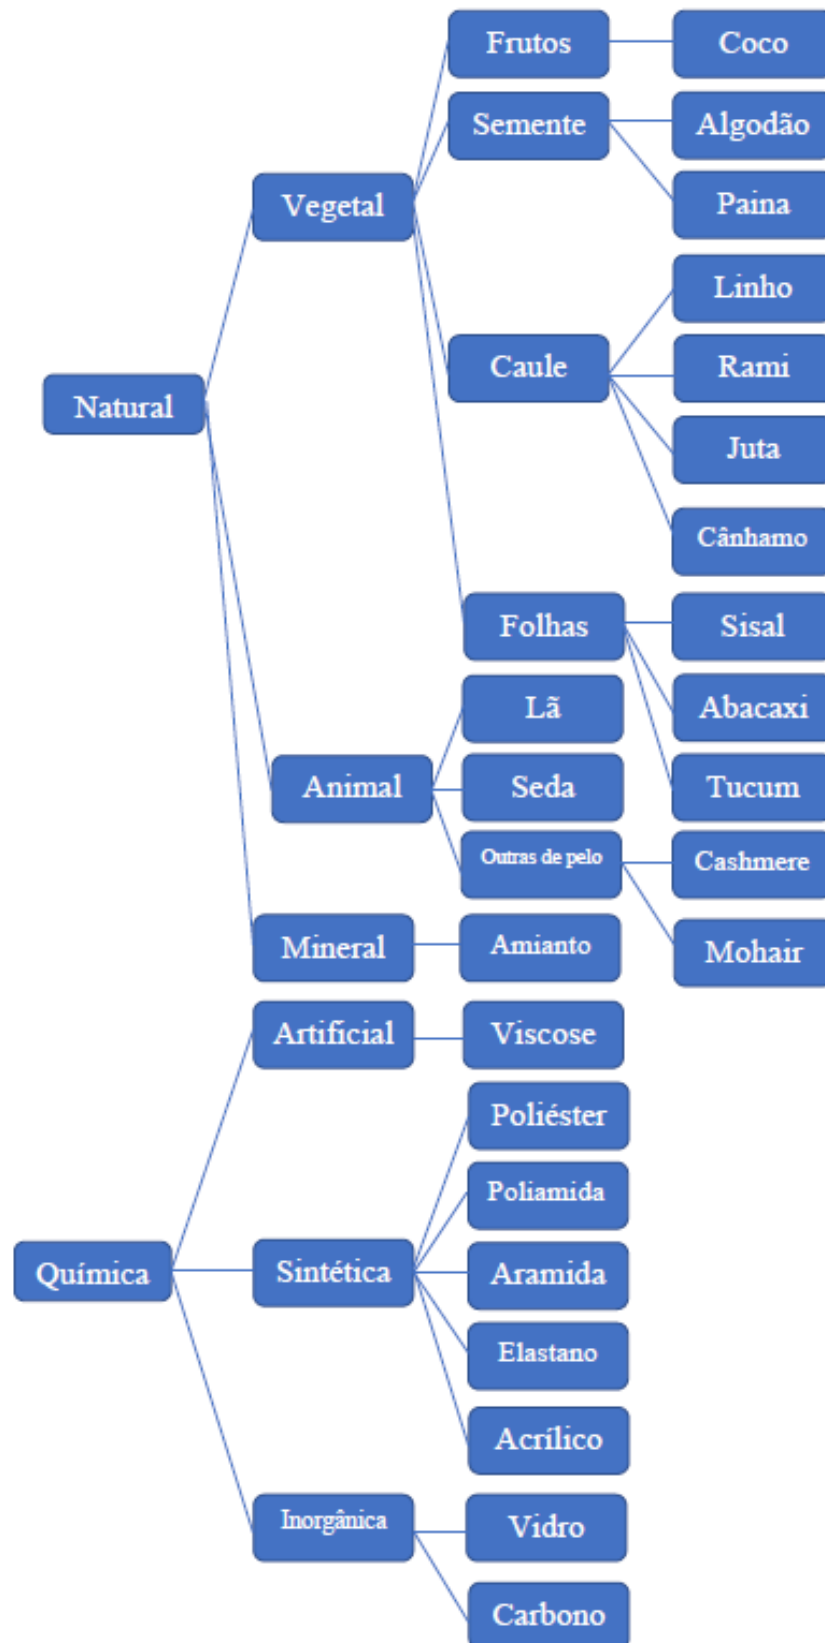 Frutos
Coco
Semente
Algodão
Paina
Vegetal
Linho
Caule
Rami
Natural
Juta
Cânhamo
Folhas
Sisal
Lã
Abacaxi
Animal
Seda
Tucum
Outras de pelo
Cashmere
Mineral
Amianto
Mohair
Artificial
Viscose
Poliéster
Poliamida
Química
Sintética
Aramida
Elastano
Acrílico
Inorgânica
Vidro
Carbono